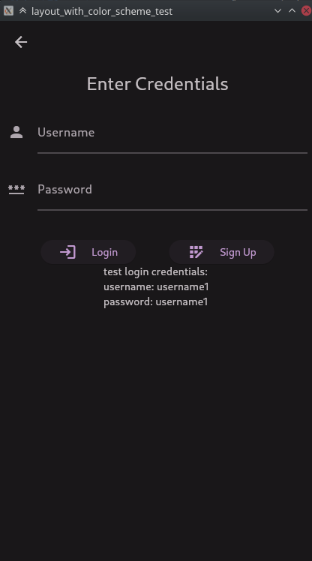 layout_with_color_scheme_test
Enter Credentials
Username
Password
Login
Sign Up
test login credentials:
username: username1
password: username1